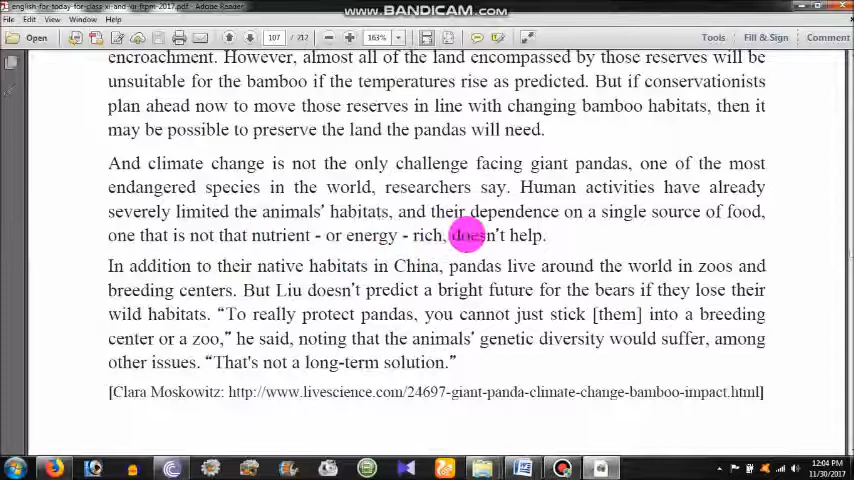 english-for-today-for-class-xi-and-xii-ftpm-2017.pdf - Adobe Reader
WWW.BANDICAM.COM
File Edit View Window Help
Open 107 / 212 163% Tools Fill & Sign Comment
encroachment. However, almost all of the land encompassed by those reserves will be
unsuitable for the bamboo if the temperatures rise as predicted. But if conservationists
plan ahead now to move those reserves in line with changing bamboo habitats, then it
may be possible to preserve the land the pandas will need.
And climate change is not the only challenge facing giant pandas, one of the most
endangered species in the world, researchers say. Human activities have already
severely limited the animals’ habitats, and their dependence on a single source of food,
one that is not that nutrient - or energy - rich, doesn’t help.
In addition to their native habitats in China, pandas live around the world in zoos and
breeding centers. But Liu doesn’t predict a bright future for the bears if they lose their
wild habitats. “To really protect pandas, you cannot just stick [them] into a breeding
center or a zoo,” he said, noting that the animals’ genetic diversity would suffer, among
other issues. “That's not a long-term solution.”
[Clara Moskowitz: http://www.livescience.com/24697-giant-panda-climate-change-bamboo-impact.html]
12:04 PM
11/30/2017